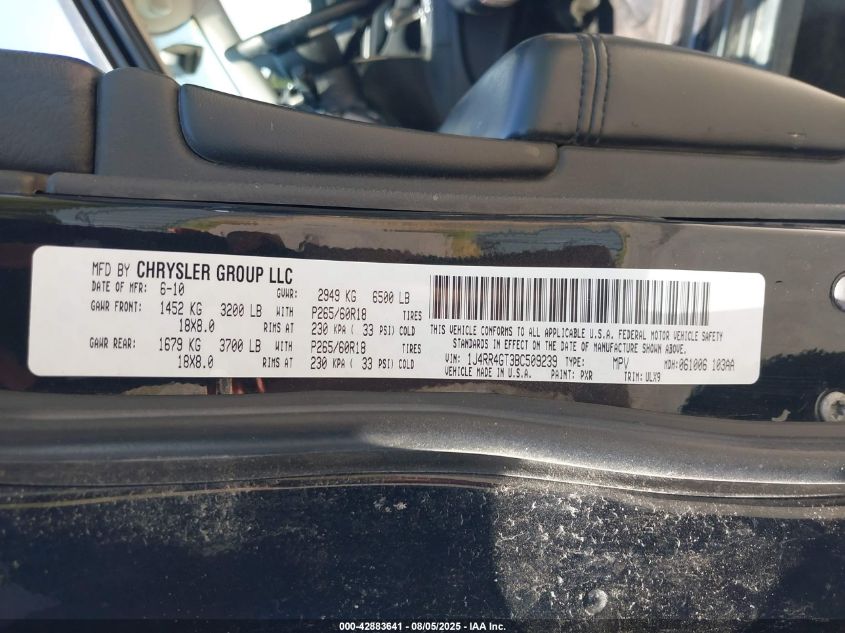 MFD BY CHRYSLER GROUP LLC
DATE OF MFR: 6-10 GVWR: 2949 KG 6500 LB
GAWR FRONT: 1452 KG 3200 LB WITH P265/60R18 TIRES
18X8.0 RIMS AT 230 KPA ( 33 PSI) COLD
GAWR REAR: 1679 KG 3700 LB WITH P265/60R18 TIRES
18X8.0 RIMS AT 230 KPA ( 33 PSI) COLD
THIS VEHICLE CONFORMS TO ALL APPLICABLE U.S.A. FEDERAL MOTOR VEHICLE SAFETY
STANDARDS IN EFFECT ON THE DATE OF MANUFACTURE SHOWN ABOVE.
VIN: 1J4RR4GT3BC509239 TYPE: MPV MDH: 061006 103AA
VEHICLE MADE IN U.S.A. PAINT: PXR TRIM: ULX9
000-42883641 - 08/05/2025 - IAA Inc.